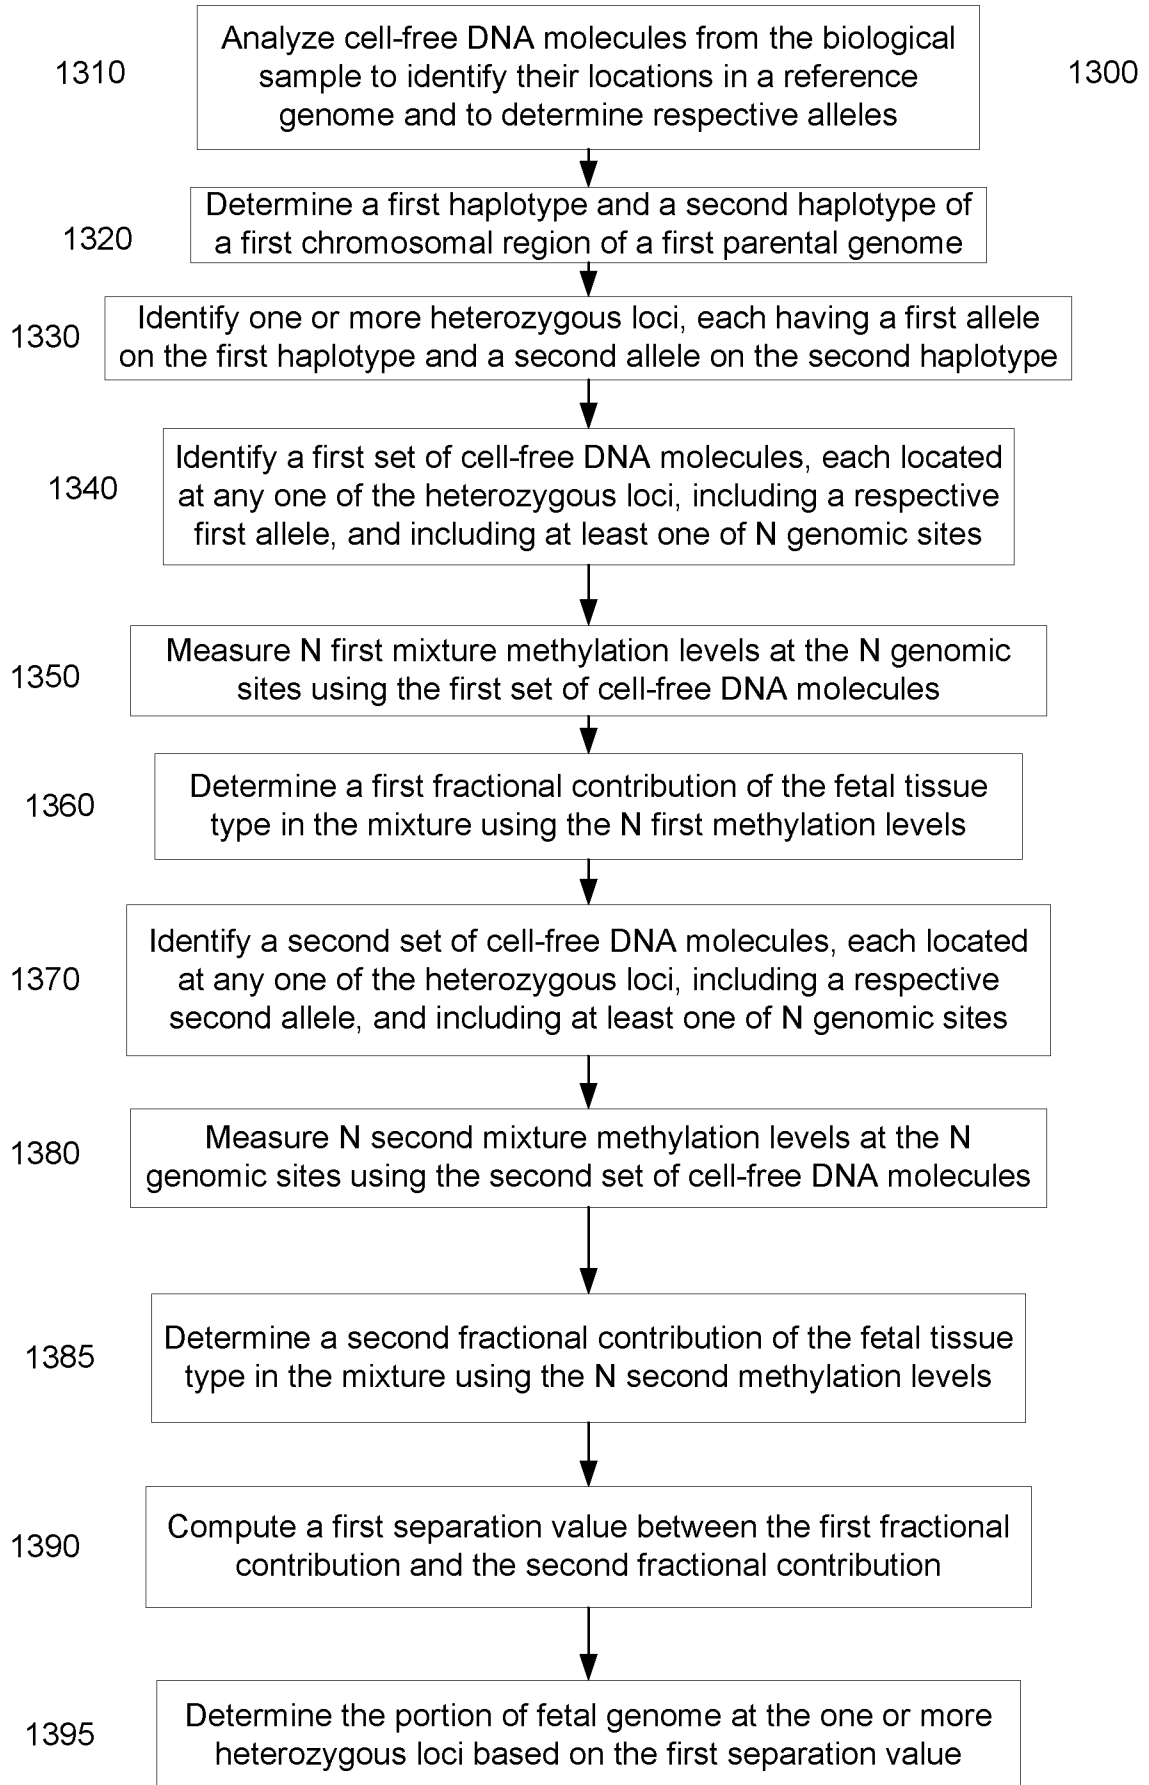 1310
Analyze cell-free DNA molecules from the biological
sample to identify their locations in a reference
genome and to determine respective alleles
1300
1320
Determine a first haplotype and a second haplotype of
a first chromosomal region of a first parental genome
1330
Identify one or more heterozygous loci, each having a first allele
on the first haplotype and a second allele on the second haplotype
1340
Identify a first set of cell-free DNA molecules, each located
at any one of the heterozygous loci, including a respective
first allele, and including at least one of N genomic sites
1350
Measure N first mixture methylation levels at the N genomic
sites using the first set of cell-free DNA molecules
1360
Determine a first fractional contribution of the fetal tissue
type in the mixture using the N first methylation levels
1370
Identify a second set of cell-free DNA molecules, each located
at any one of the heterozygous loci, including a respective
second allele, and including at least one of N genomic sites
1380
Measure N second mixture methylation levels at the N
genomic sites using the second set of cell-free DNA molecules
1385
Determine a second fractional contribution of the fetal tissue
type in the mixture using the N second methylation levels
1390
Compute a first separation value between the first fractional
contribution and the second fractional contribution
1395
Determine the portion of fetal genome at the one or more
heterozygous loci based on the first separation value